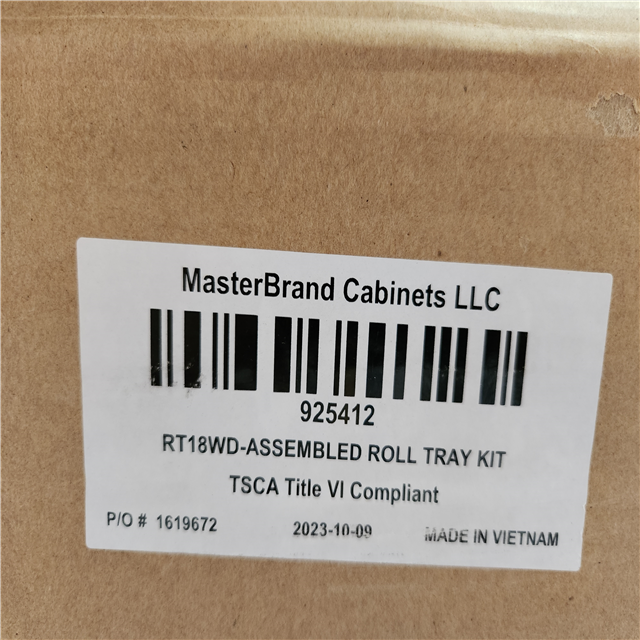 MasterBrand Cabinets LLC
925412
RT18WD-ASSEMBLED ROLL TRAY KIT
TSCA Title VI Compliant
P/O # 1619672 2023-10-09 MADE IN VIETNAM